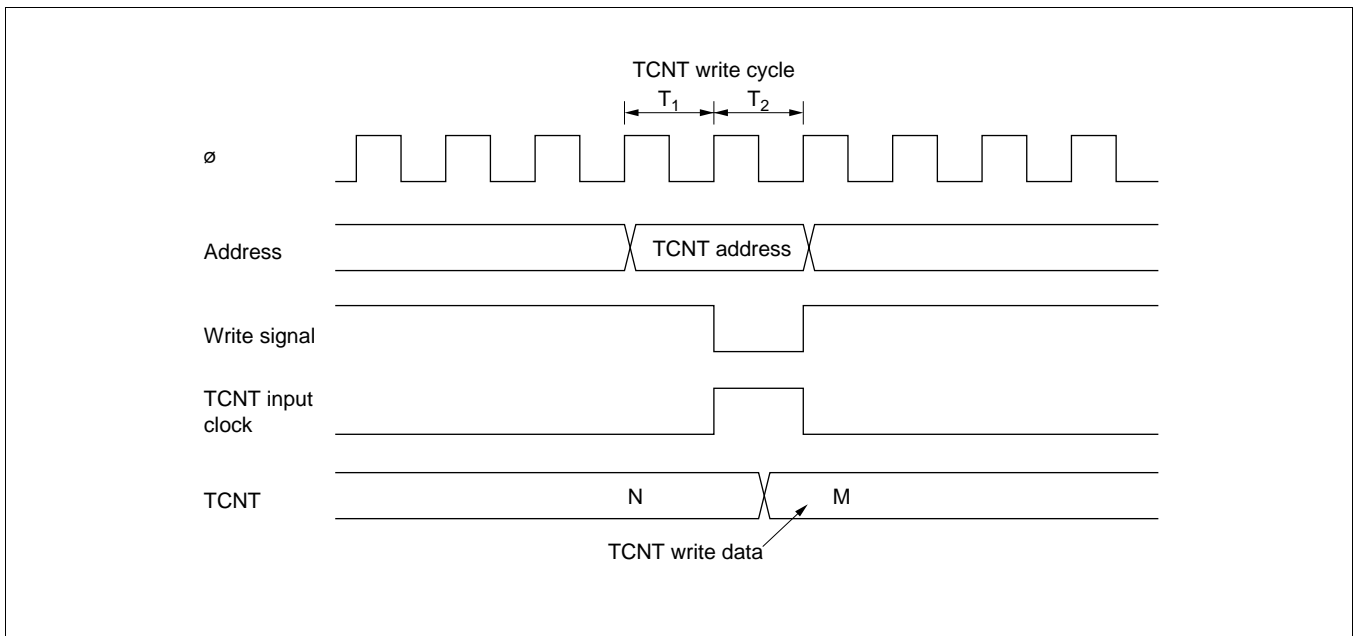 TCNT write cycle
T1 T2
ø
Address
TCNT address
Write signal
TCNT input
clock
TCNT
N
M
TCNT write data